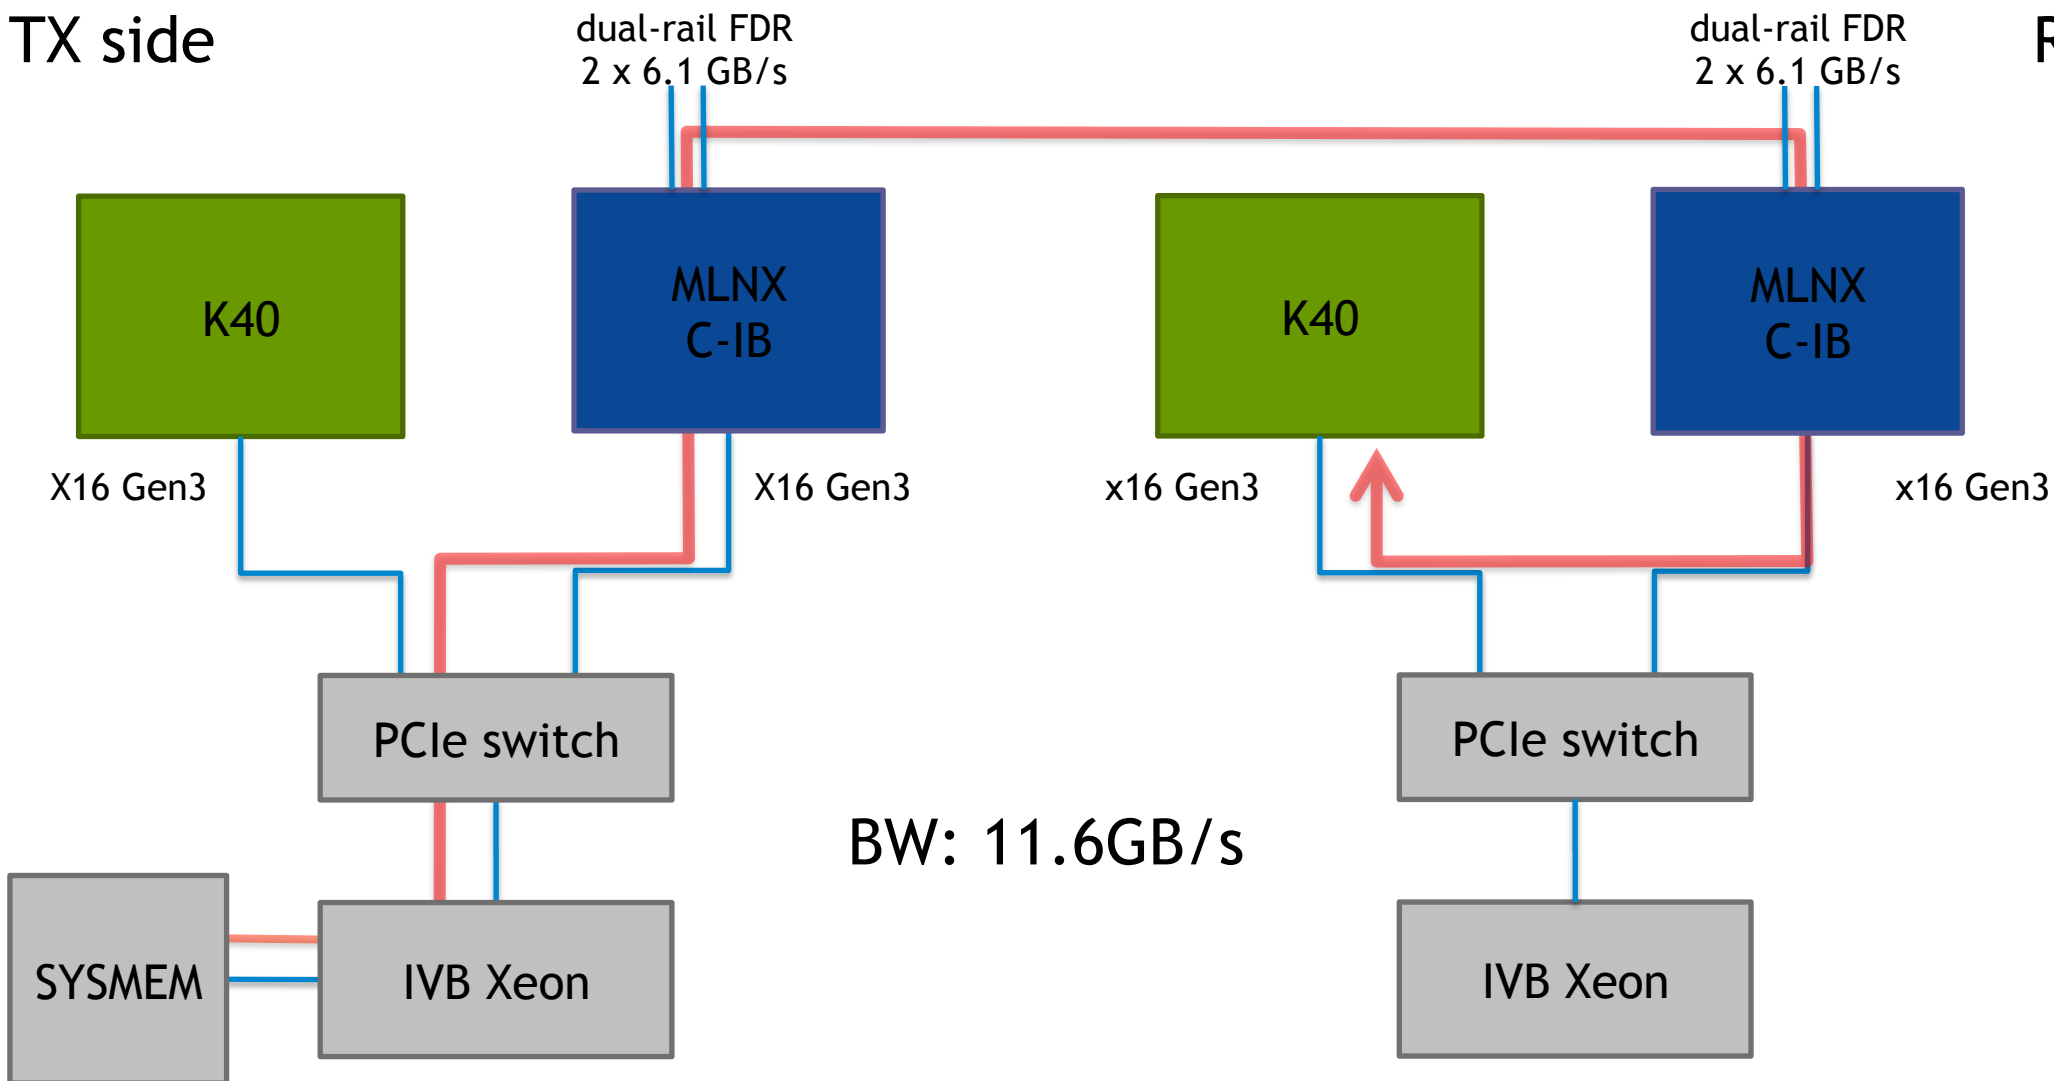 TX side
dual-rail FDR
2 x 6.1 GB/s
dual-rail FDR
2 x 6.1 GB/s
K40
MLNX
C-IB
K40
MLNX
C-IB
X16 Gen3
X16 Gen3
x16 Gen3
x16 Gen3
PCIe switch
PCIe switch
BW: 11.6GB/s
SYSMEM
IVB Xeon
IVB Xeon